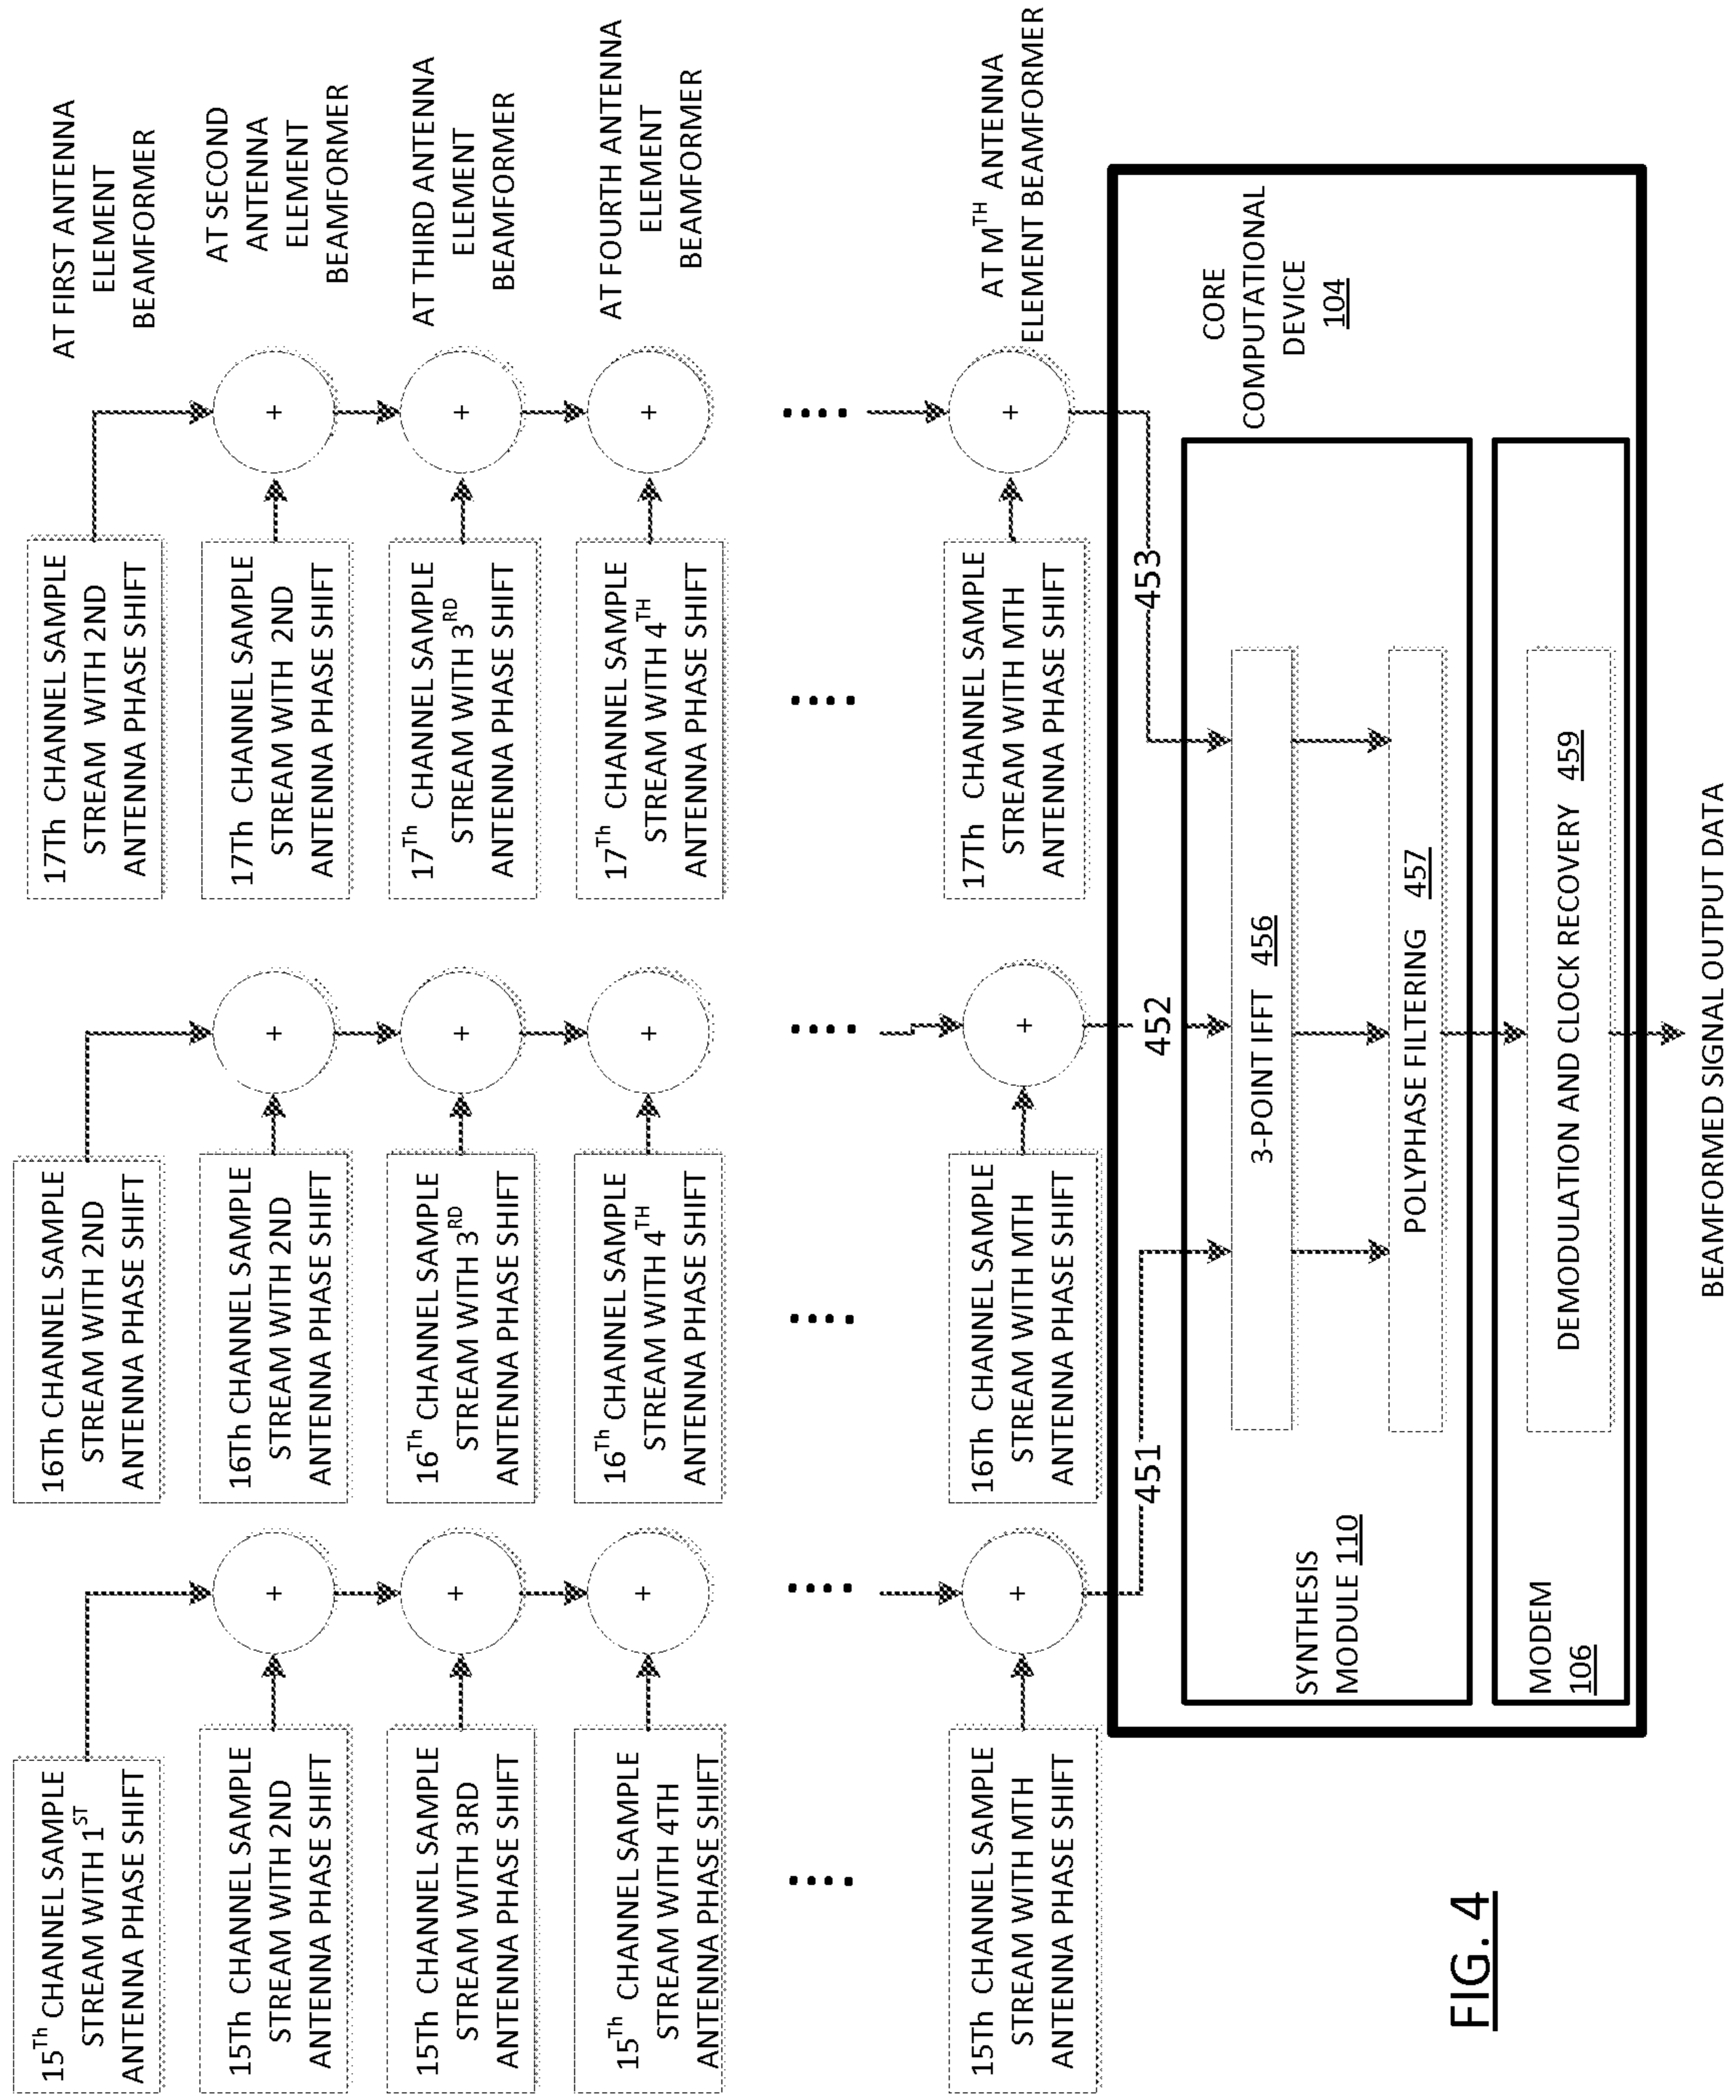 15Th CHANNEL SAMPLE
STREAM WITH 1ST
ANTENNA PHASE SHIFT
16Th CHANNEL SAMPLE
STREAM WITH 2ND
ANTENNA PHASE SHIFT
17Th CHANNEL SAMPLE
STREAM WITH 2ND
ANTENNA PHASE SHIFT
AT FIRST ANTENNA
ELEMENT
BEAMFORMER
15Th CHANNEL SAMPLE
STREAM WITH 2ND
ANTENNA PHASE SHIFT
+
16Th CHANNEL SAMPLE
STREAM WITH 2ND
ANTENNA PHASE SHIFT
+
17Th CHANNEL SAMPLE
STREAM WITH 2ND
ANTENNA PHASE SHIFT
+
AT SECOND
ANTENNA
ELEMENT
BEAMFORMER
15Th CHANNEL SAMPLE
STREAM WITH 3RD
ANTENNA PHASE SHIFT
+
16Th CHANNEL SAMPLE
STREAM WITH 3RD
ANTENNA PHASE SHIFT
+
17Th CHANNEL SAMPLE
STREAM WITH 3RD
ANTENNA PHASE SHIFT
+
AT THIRD ANTENNA
ELEMENT
BEAMFORMER
15Th CHANNEL SAMPLE
STREAM WITH 4TH
ANTENNA PHASE SHIFT
+
16Th CHANNEL SAMPLE
STREAM WITH 4TH
ANTENNA PHASE SHIFT
+
17Th CHANNEL SAMPLE
STREAM WITH 4TH
ANTENNA PHASE SHIFT
+
AT FOURTH ANTENNA
ELEMENT
BEAMFORMER
....
....
....
....
....
....
15Th CHANNEL SAMPLE
STREAM WITH MTH
ANTENNA PHASE SHIFT
+
16Th CHANNEL SAMPLE
STREAM WITH MTH
ANTENNA PHASE SHIFT
+
17Th CHANNEL SAMPLE
STREAM WITH MTH
ANTENNA PHASE SHIFT
+
AT MTH ANTENNA
ELEMENT BEAMFORMER
451
452
453
CORE
COMPUTATIONAL
DEVICE
104
SYNTHESIS
MODULE 110
3-POINT IFFT 456
POLYPHASE FILTERING 457
MODEM
106
DEMODULATION AND CLOCK RECOVERY 459
BEAMFORMED SIGNAL OUTPUT DATA
FIG. 4